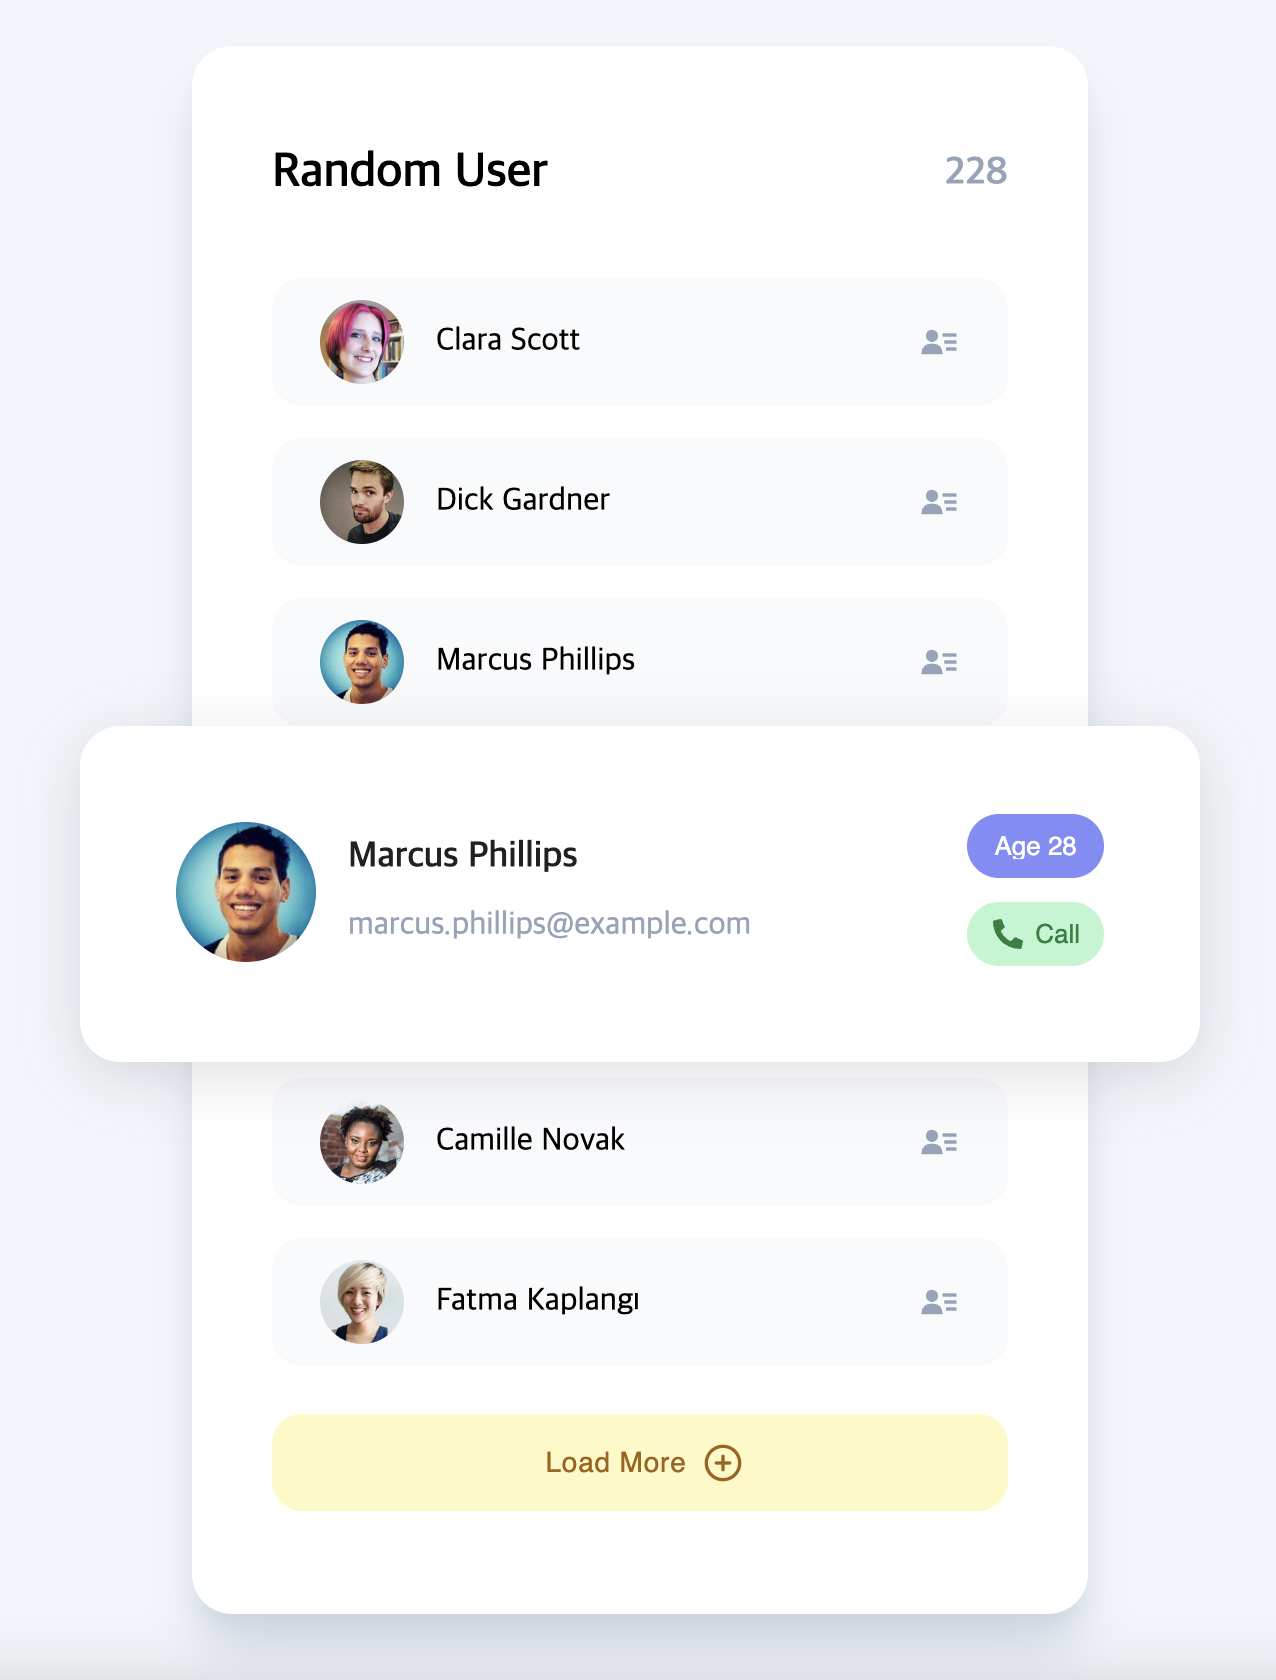 Random User
228
Clara Scott
Dick Gardner
Marcus Phillips
Marcus Phillips
marcus.phillips@example.com
Age 28
Call
Camille Novak
Fatma Kaplangı
Load More